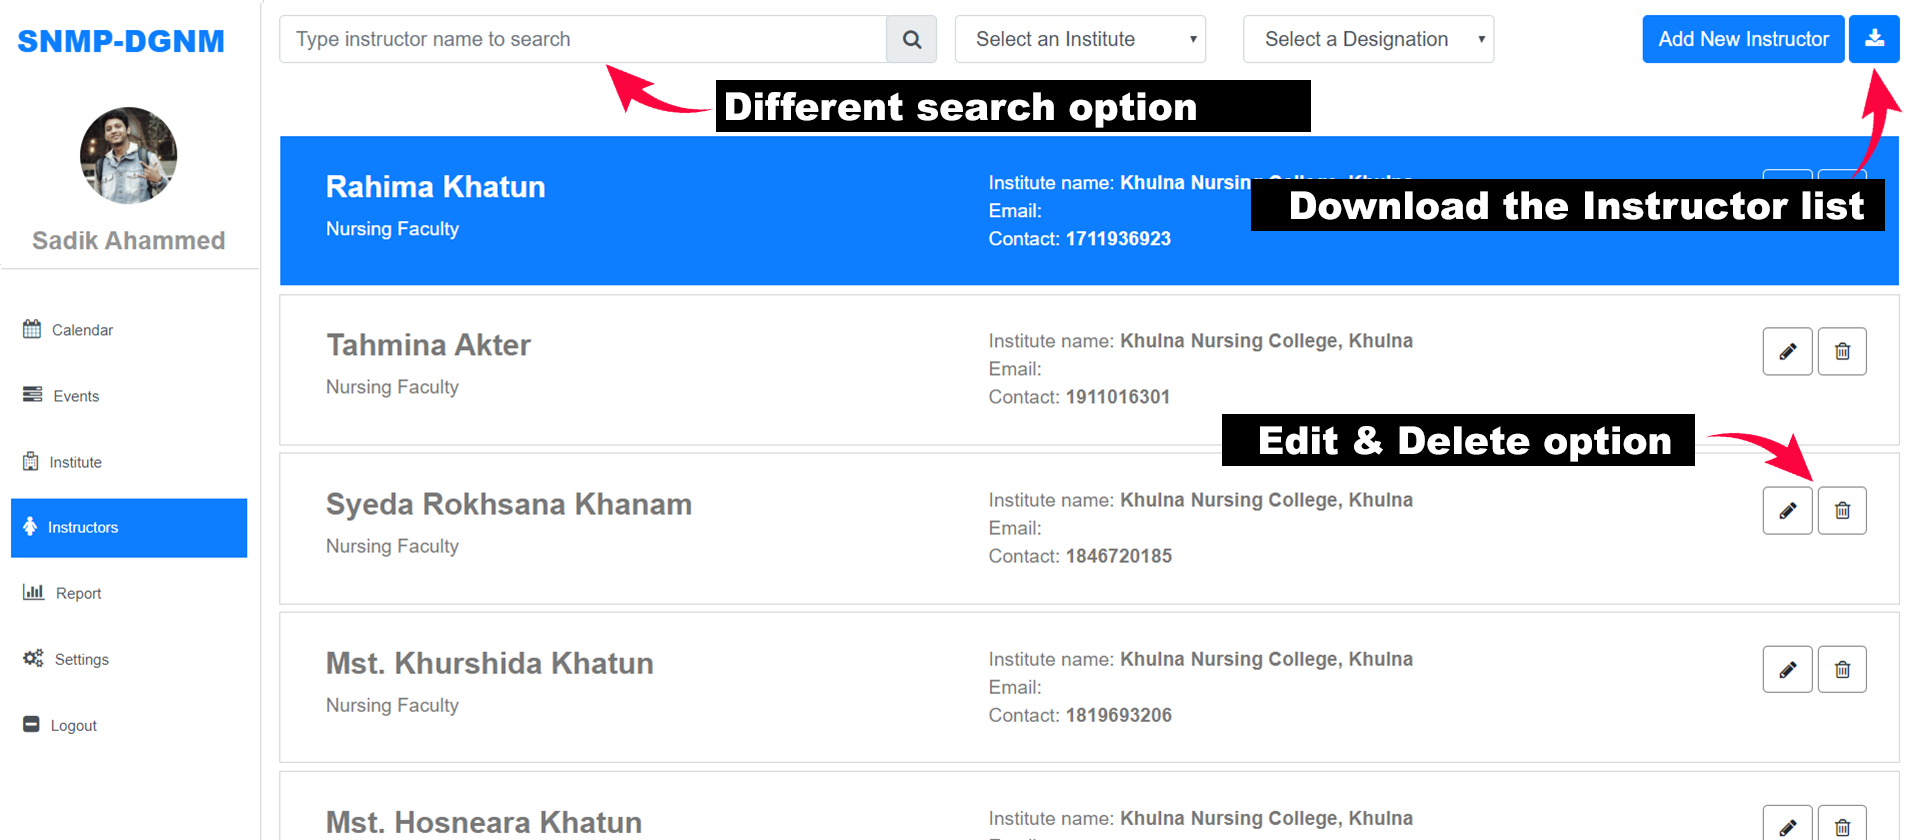 SNMP-DGNM
Sadik Ahammed
Calendar
Events
Institute
Instructors
Report
Settings
Logout
Type instructor name to search
Select an Institute
Select a Designation
Add New Instructor
Different search option
Download the Instructor list
Rahima Khatun
Nursing Faculty
Institute name: Khulna Nursing College, Khulna
Email:
Contact: 1711936923
Tahmina Akter
Nursing Faculty
Institute name: Khulna Nursing College, Khulna
Email:
Contact: 1911016301
Edit & Delete option
Syeda Rokhsana Khanam
Nursing Faculty
Institute name: Khulna Nursing College, Khulna
Email:
Contact: 1846720185
Mst. Khurshida Khatun
Nursing Faculty
Institute name: Khulna Nursing College, Khulna
Email:
Contact: 1819693206
Mst. Hosneara Khatun
Institute name: Khulna Nursing College, Khulna